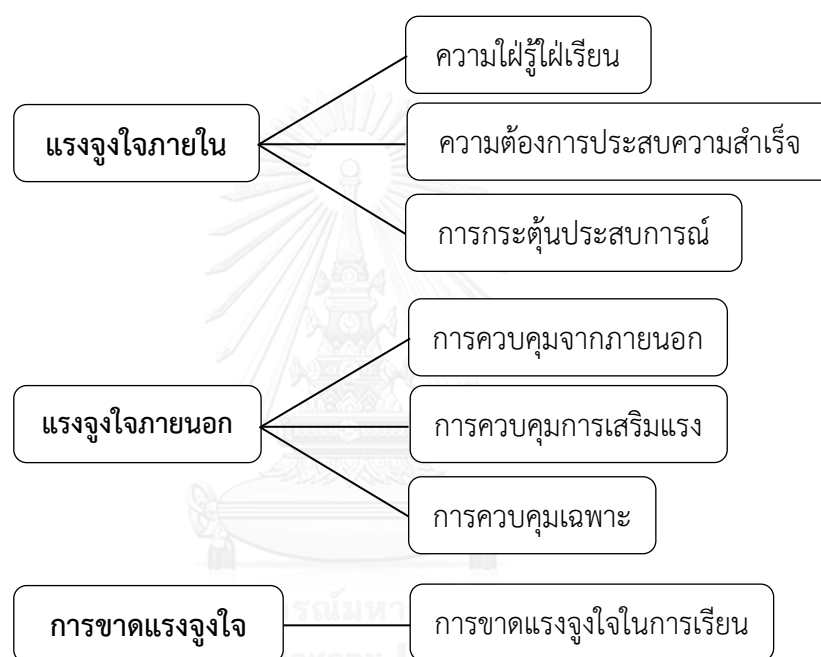 ความใฝ่รู้ใฝ่เรียน
แรงจูงใจภายใน
ความต้องการประสบความสำเร็จ
การกระตุ้นประสบการณ์
การควบคุมจากภายนอก
แรงจูงใจภายนอก
การควบคุมการเสริมแรง
การควบคุมเฉพาะ
การขาดแรงจูงใจ
การขาดแรงจูงใจในการเรียน